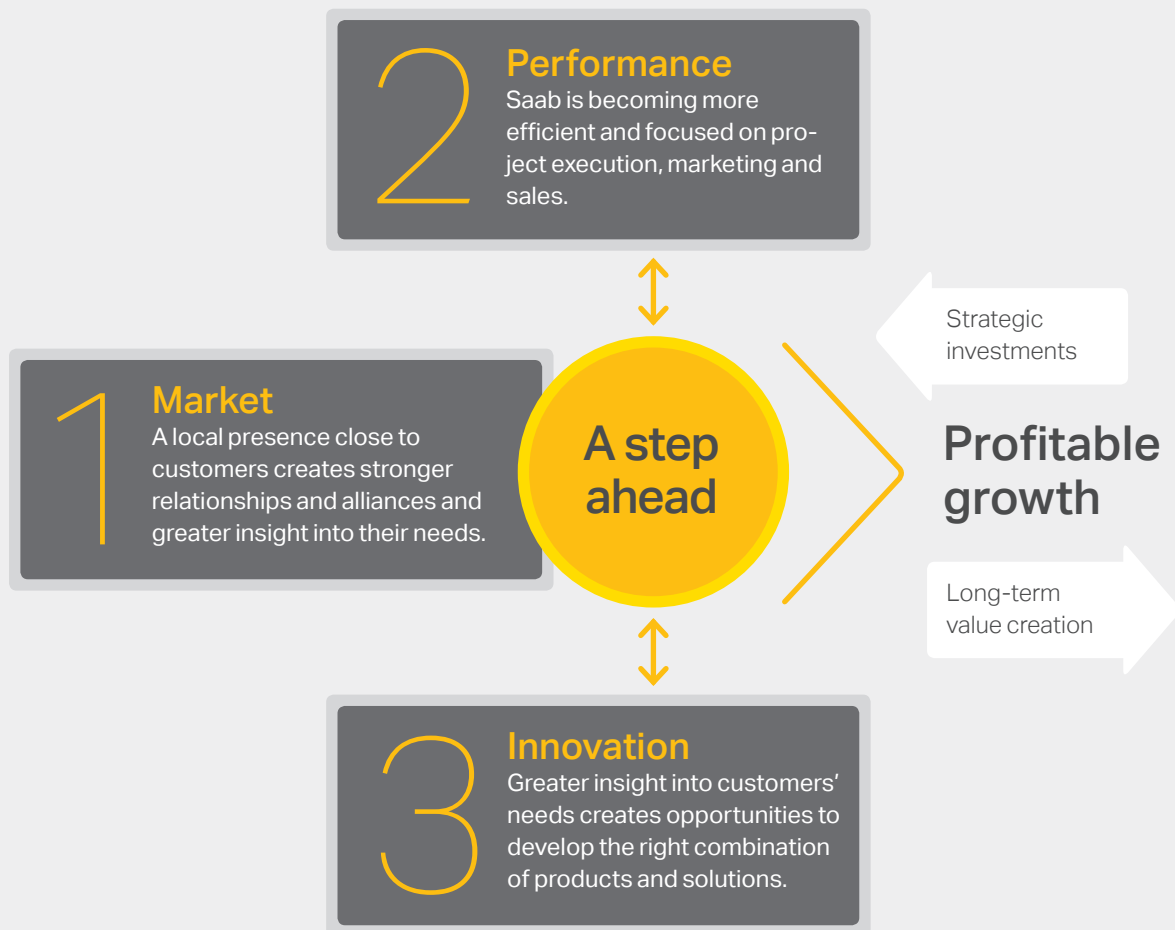 2
Performance
Saab is becoming more
efficient and focused on pro-
ject execution, marketing and
sales.
Strategic
investments
1
Market
A local presence close to
customers creates stronger
relationships and alliances and
greater insight into their needs.
A step
ahead
Profitable
growth
Long-term
value creation
3
Innovation
Greater insight into customers’
needs creates opportunities to
develop the right combination
of products and solutions.